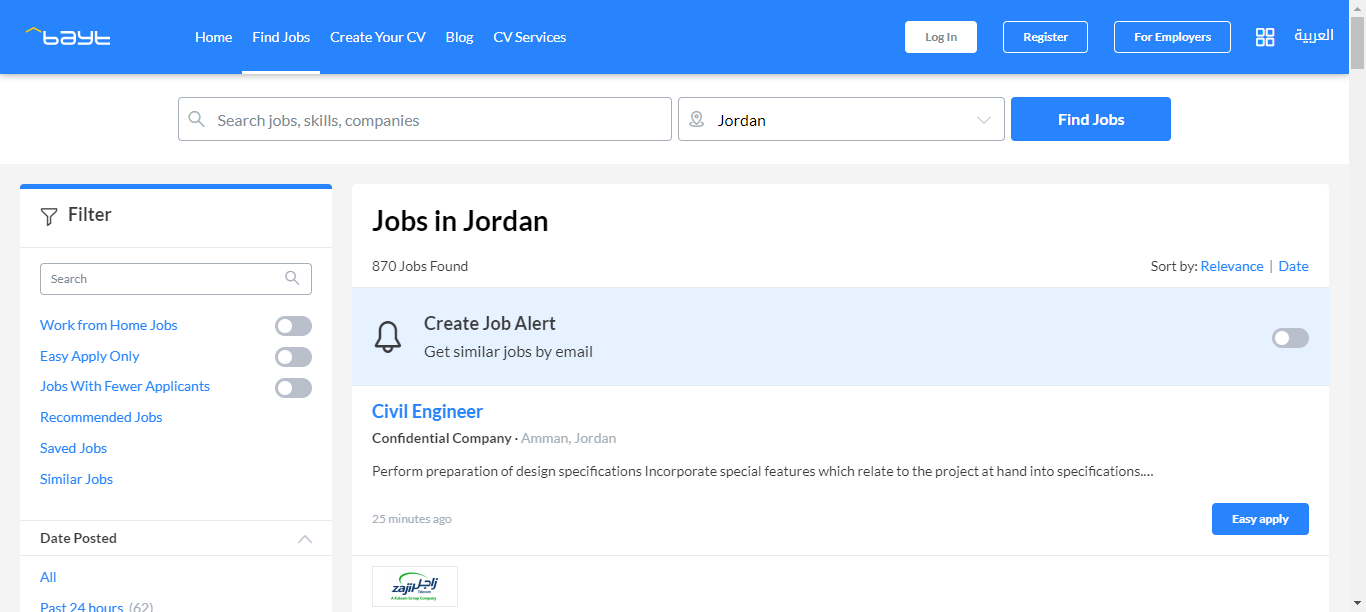 bayt
Home Find Jobs Create Your CV Blog CV Services Log In Register For Employers العربية
Search jobs, skills, companies Jordan Find Jobs
Filter
Search
Work from Home Jobs
Easy Apply Only
Jobs With Fewer Applicants
Recommended Jobs
Saved Jobs
Similar Jobs
Date Posted
All
Past 24 hours (62)
Jobs in Jordan
870 Jobs Found Sort by: Relevance | Date
Create Job Alert
Get similar jobs by email
Civil Engineer
Confidential Company · Amman, Jordan
Perform preparation of design specifications Incorporate special features which relate to the project at hand into specifications....
25 minutes ago Easy apply
زاجل
zajil
Telecom